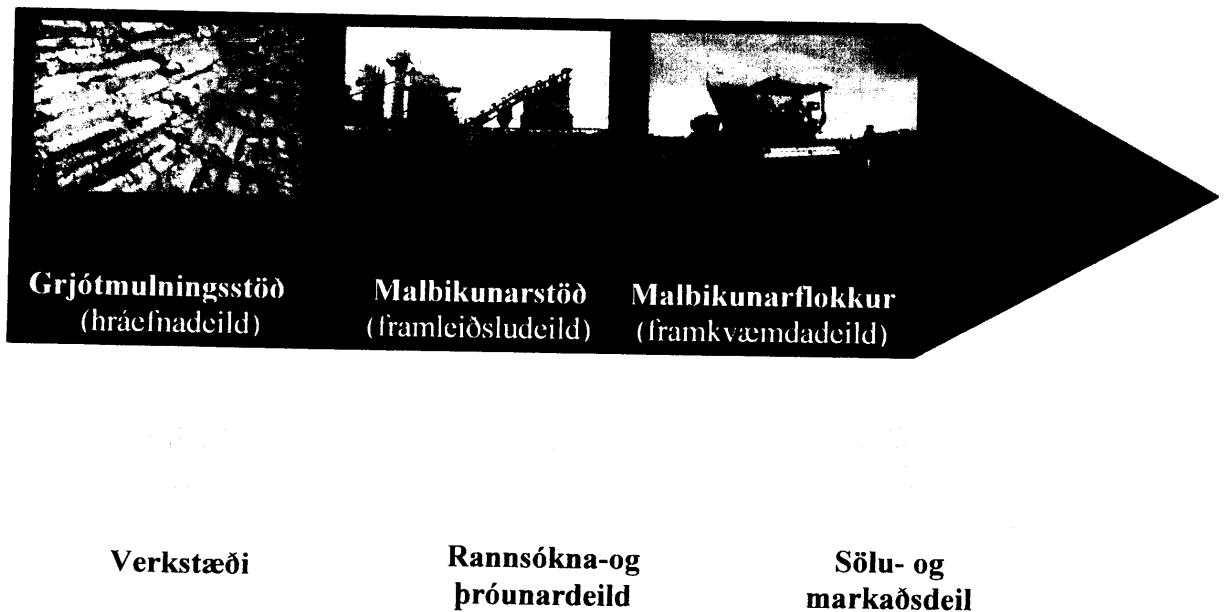 Grjótmulningsstöð
(hráefnadeild)
Malbikunarstöð
(framleiðsludeild)
Malbikunarflokkur
(framkvæmdadeild)
Verkstæði
Rannsókna-og
þróunardeild
Sölu- og
markaðsdeil